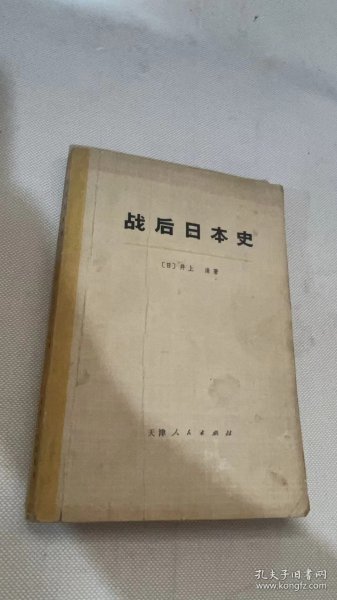 战后日本史
〔日〕井上 清著
天津人民出版社
孔夫子旧书网